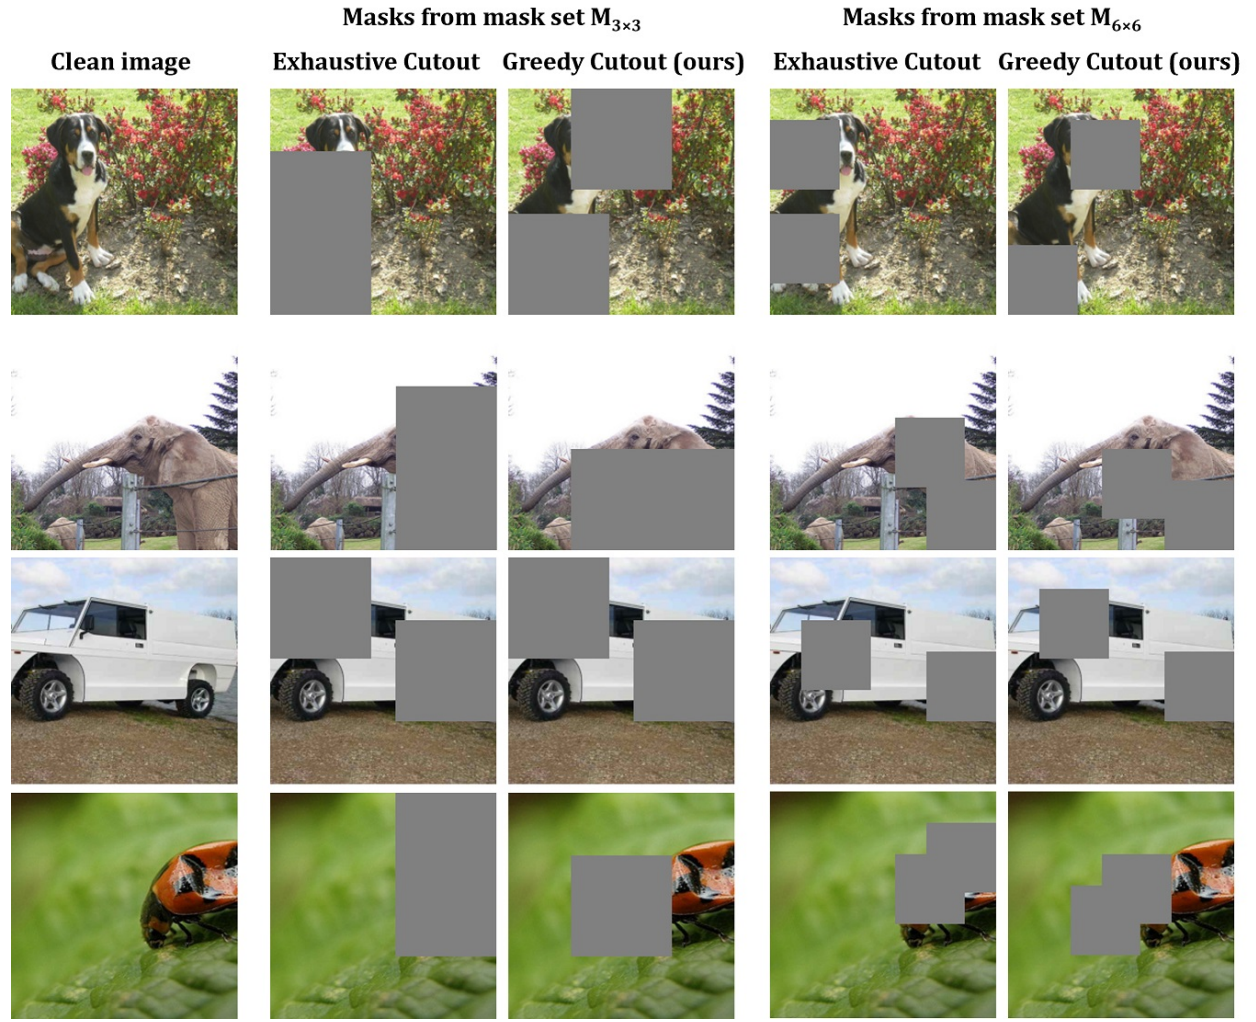 Masks from mask set M3×3
Masks from mask set M6×6
Clean image
Exhaustive Cutout
Greedy Cutout (ours)
Exhaustive Cutout
Greedy Cutout (ours)